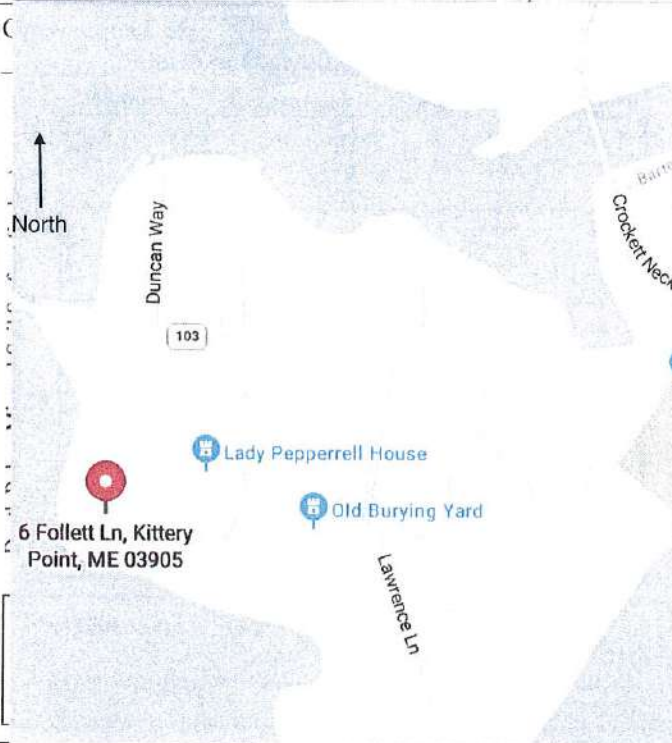 North
Duncan Way
103
Crockett Neck
Lady Pepperrell House
Old Burying Yard
6 Follett Ln, Kittery
Point, ME 03905
Lawrence Ln